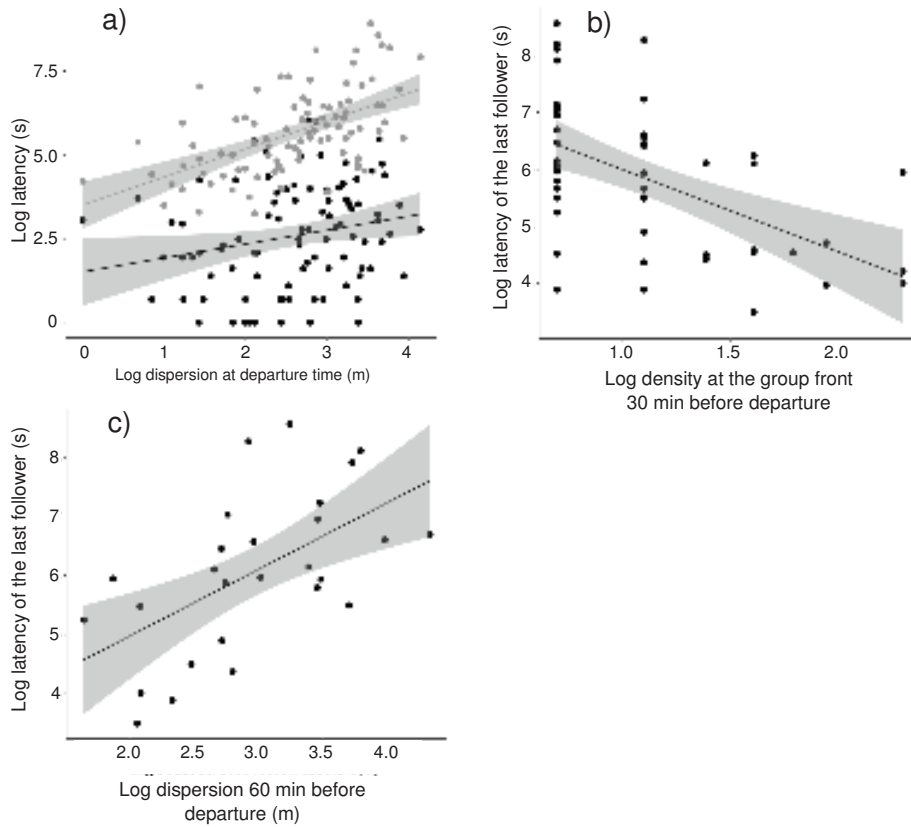 a)
Log latency (s)
7.5
5.0
2.5
0
0 1 2 3 4
Log dispersion at departure time (m)
b)
Log latency of the last follower (s)
8
7
6
5
4
1.0 1.5 2.0
Log density at the group front
30 min before departure
c)
Log latency of the last follower (s)
8
7
6
5
4
2.0 2.5 3.0 3.5 4.0
Log dispersion 60 min before
departure (m)